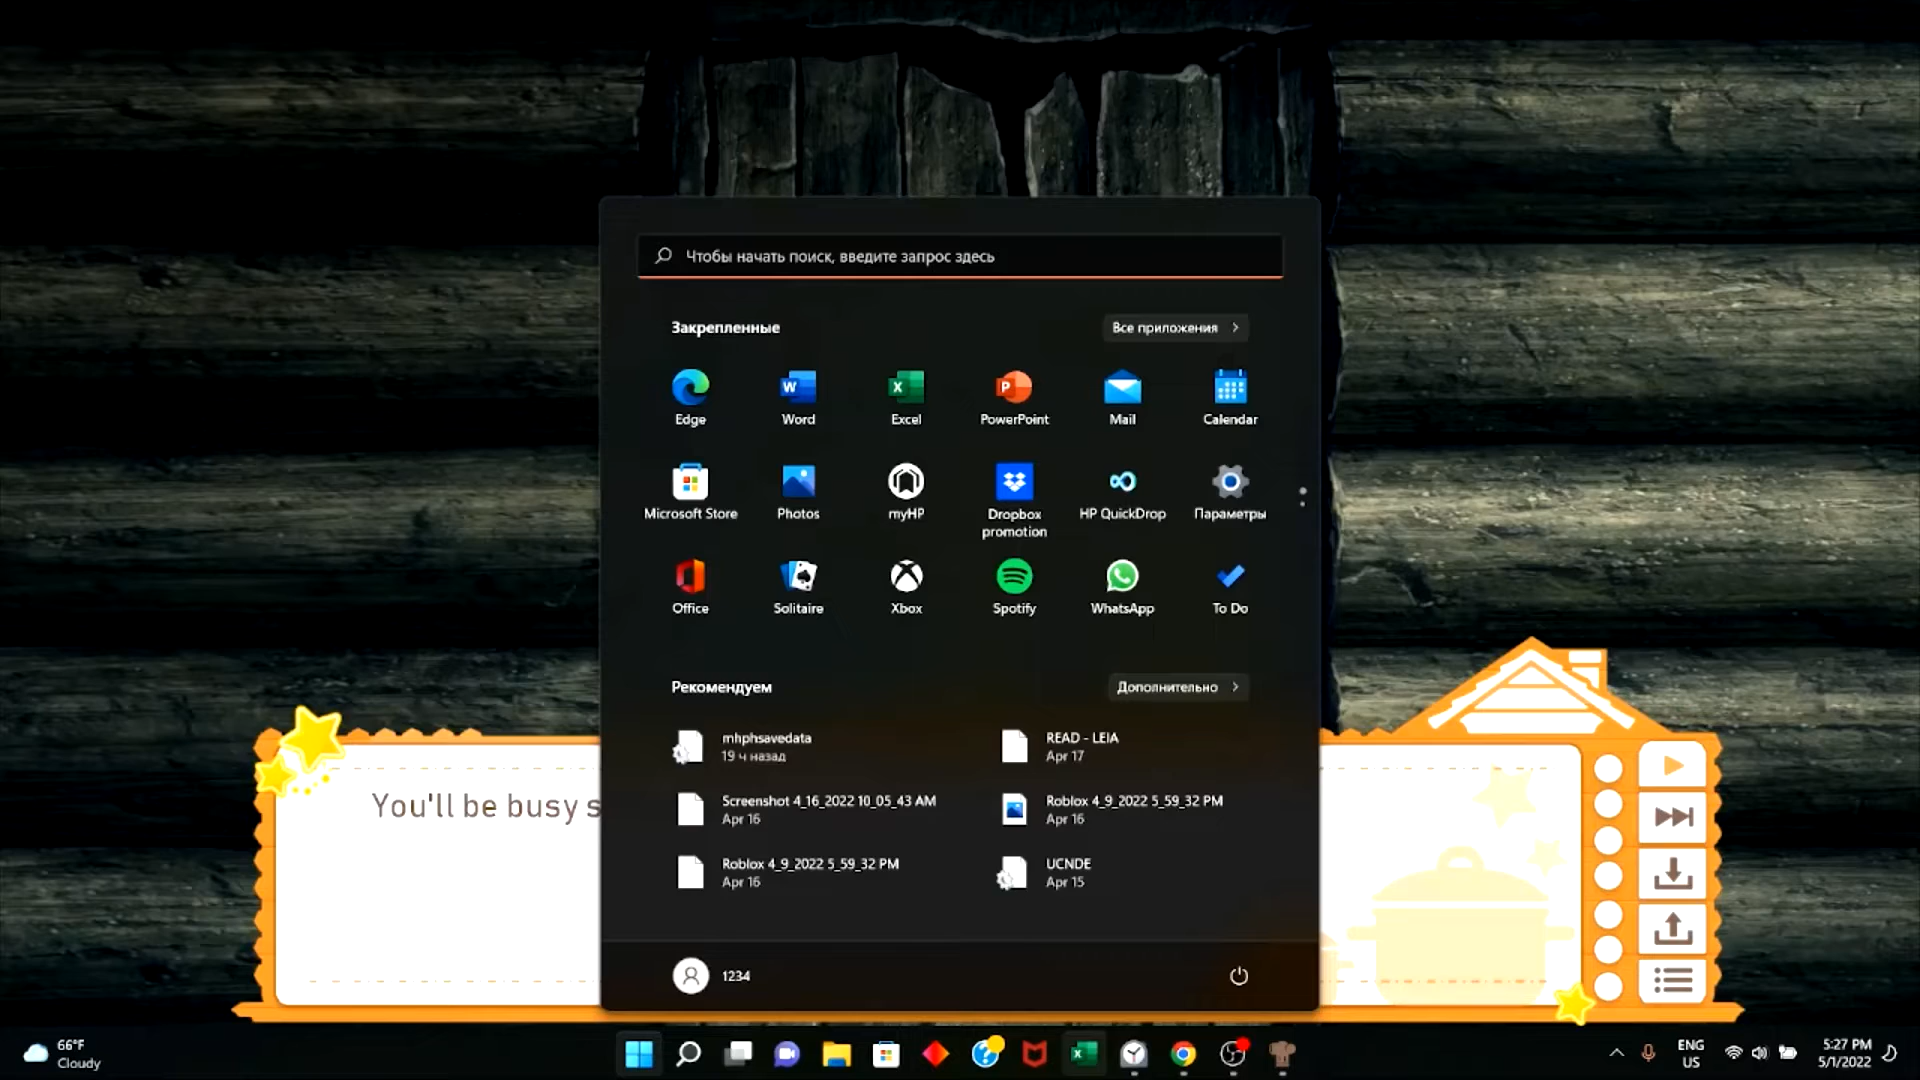 Чтобы начать поиск, введите запрос здесь
Закрепленные
Все приложения
Edge
Word
Excel
PowerPoint
Mail
Calendar
Microsoft Store
Photos
myHP
Dropbox
promotion
HP QuickDrop
Параметры
Office
Solitaire
Xbox
Spotify
WhatsApp
To Do
Рекомендуем
Дополнительно
mhphsavedata
19 ч назад
READ - LEIA
Apr 17
Screenshot 4_16_2022 10_05_43 AM
Apr 16
Roblox 4_9_2022 5_59_32 PM
Apr 16
Roblox 4_9_2022 5_59_32 PM
Apr 16
UCNDE
Apr 15
You'll be busy s
1234
66°F
Cloudy
ENG
US
5:27 PM
5/1/2022